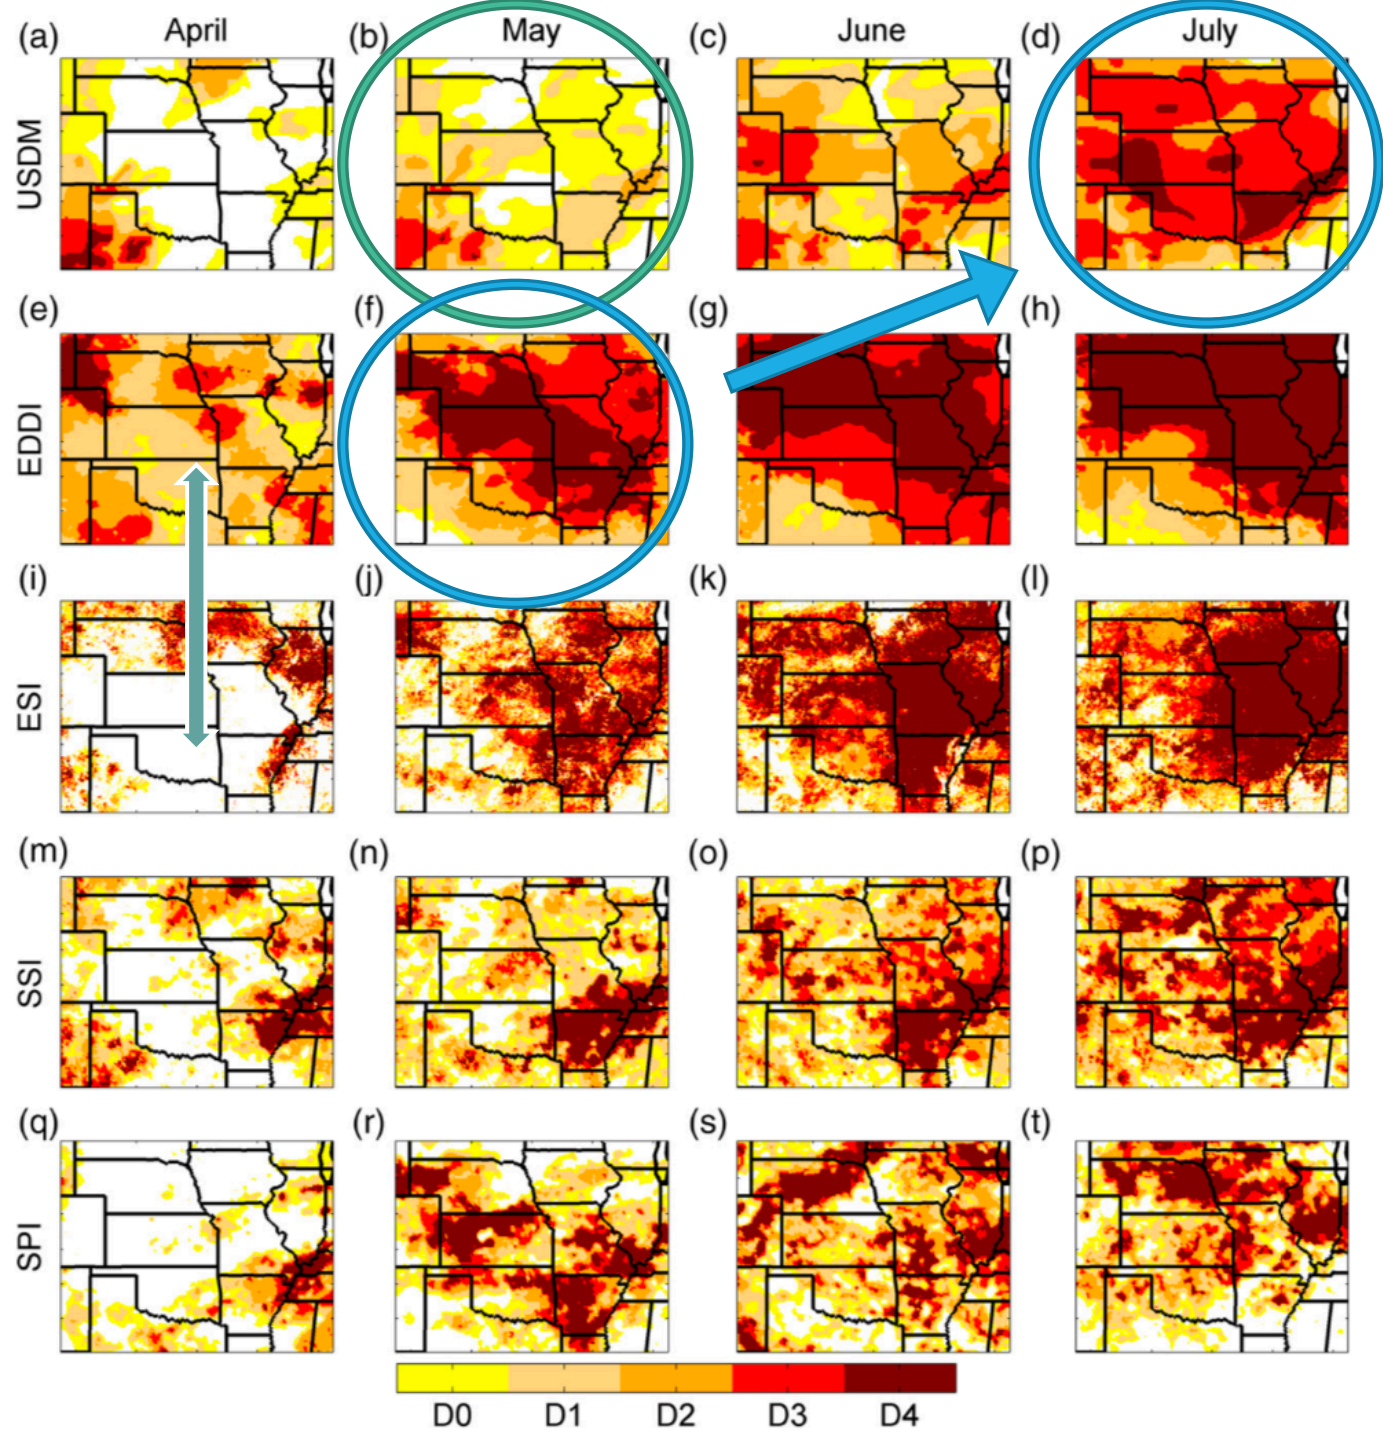 (a) April (b) May (c) June (d) July
USDM
(e) (f) (g) (h)
EDDI
(i) (j) (k) (l)
ESI
(m) (n) (o) (p)
SSI
(q) (r) (s) (t)
SPI
D0 D1 D2 D3 D4